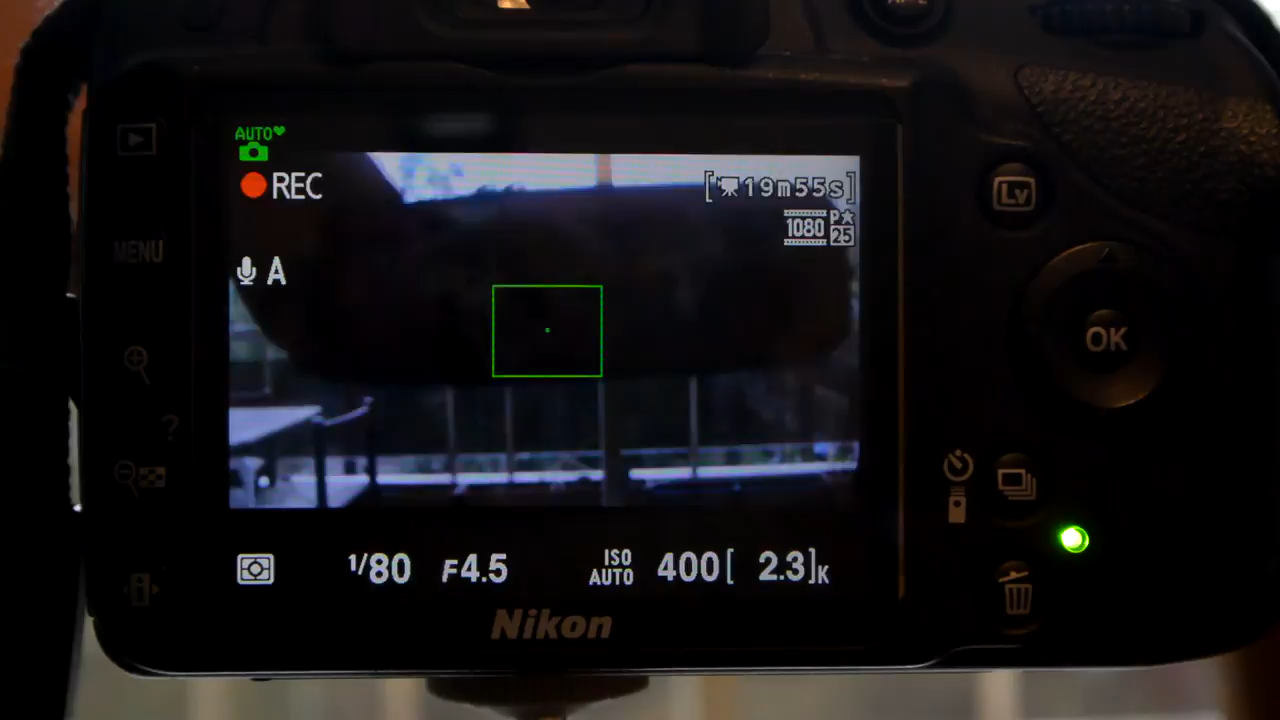 AUTO
REC
[19m55s]
1080 P★
25
MENU
A
Lv
OK
?
1/80 F4.5 ISO AUTO 400[ 2.3]K
i
Nikon